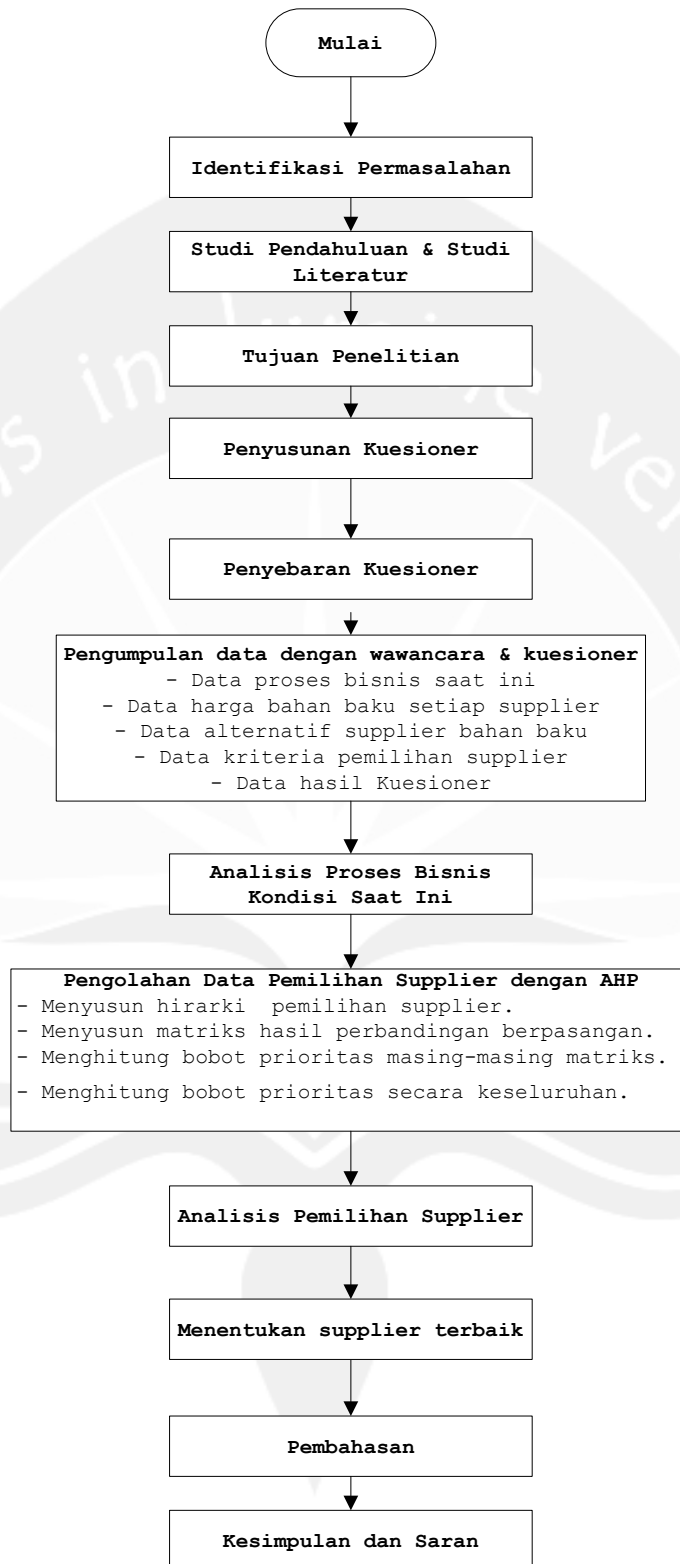 Mulai
Identifikasi Permasalahan
Studi Pendahuluan & Studi
Literatur
Tujuan Penelitian
Penyusunan Kuesioner
Penyebaran Kuesioner
Pengumpulan data dengan wawancara & kuesioner
- Data proses bisnis saat ini
- Data harga bahan baku setiap supplier
- Data alternatif supplier bahan baku
- Data kriteria pemilihan supplier
- Data hasil Kuesioner
Analisis Proses Bisnis
Kondisi Saat Ini
Pengolahan Data Pemilihan Supplier dengan AHP
- Menyusun hirarki  pemilihan supplier.
- Menyusun matriks hasil perbandingan berpasangan.
- Menghitung bobot prioritas masing-masing matriks.
- Menghitung bobot prioritas secara keseluruhan.
Analisis Pemilihan Supplier
Menentukan supplier terbaik
Pembahasan
Kesimpulan dan Saran